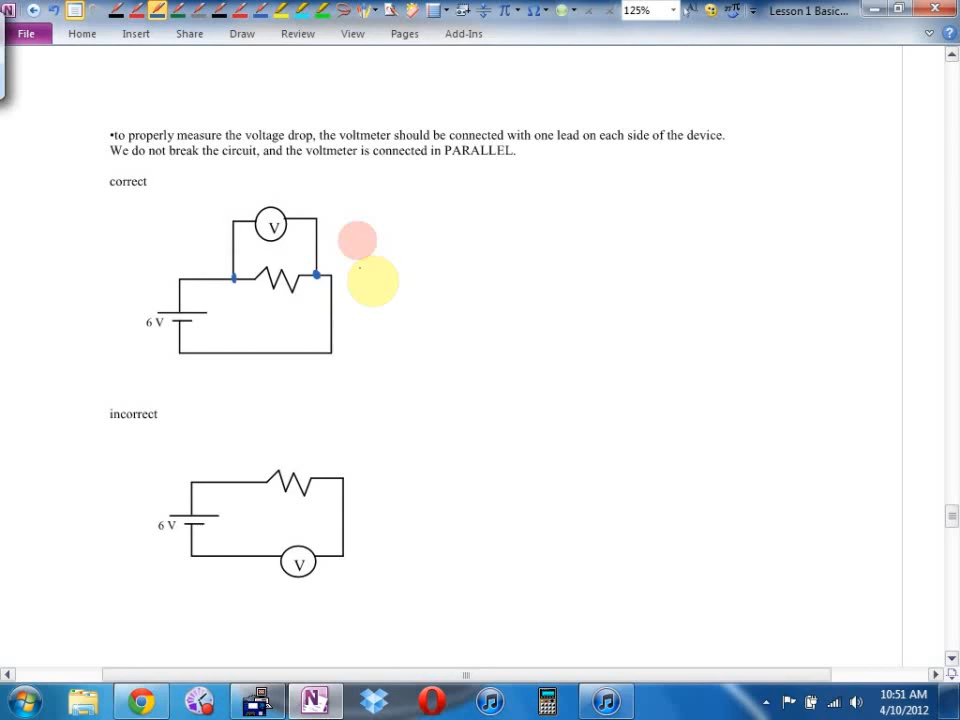 125%
Lesson 1 Basic...
File Home Insert Share Draw Review View Pages Add-Ins
•to properly measure the voltage drop, the voltmeter should be connected with one lead on each side of the device.
We do not break the circuit, and the voltmeter is connected in PARALLEL.
correct
V
6 V
incorrect
6 V
V
10:51 AM
4/10/2012